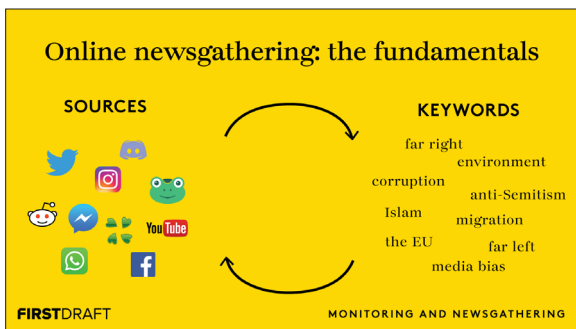 Online newsgathering: the fundamentals
SOURCES
YouTube
KEYWORDS
far right
environment
corruption
anti-Semitism
Islam
migration
the EU
far left
media bias
FIRSTDRAFT
MONITORING AND NEWSGATHERING